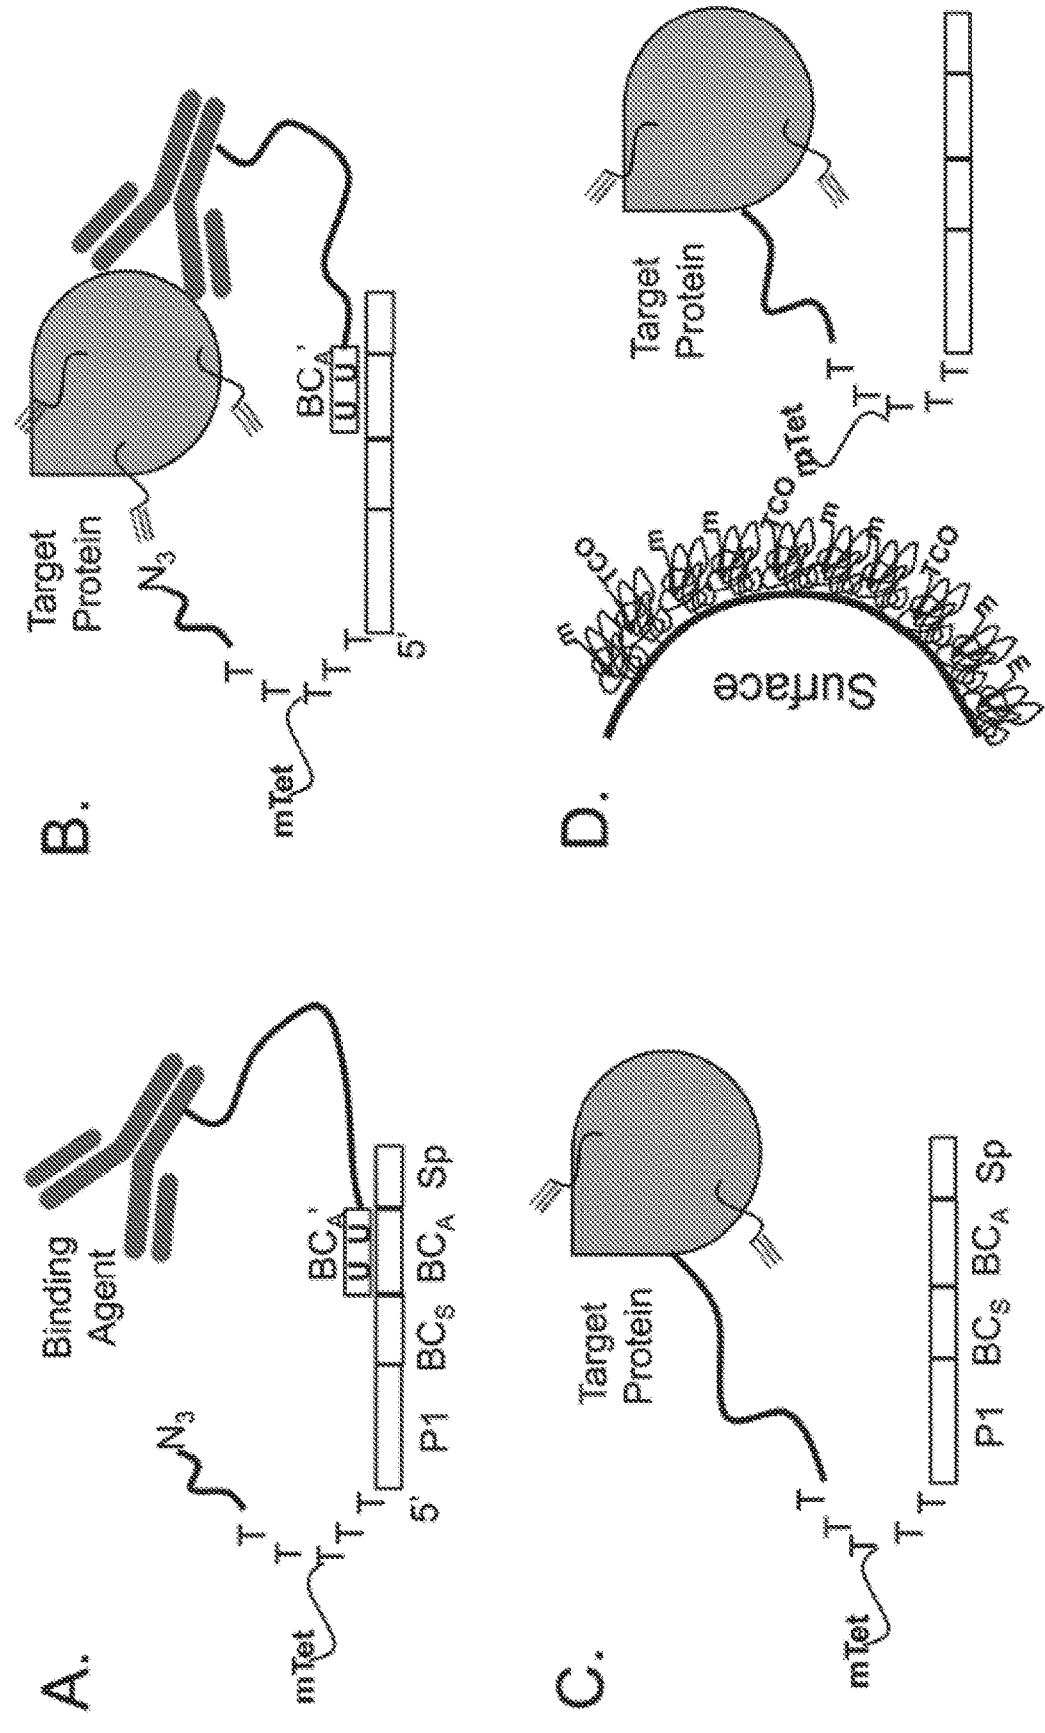 A.
Binding
Agent
N3
BCA'
U U
T
T
T
T
T
mTet
5'
P1 BCS BCA Sp
B.
Target
Protein
N3
BCA'
U U
T
T
T
T
T
mTet
5'
C.
Target
Protein
T
T
T
T
T
mTet
P1 BCS BCA Sp
D.
Target
Protein
T
T
T
T
T
mTet
m
TCO
m
m
TCO
m
m
TCO
m
m
Surface